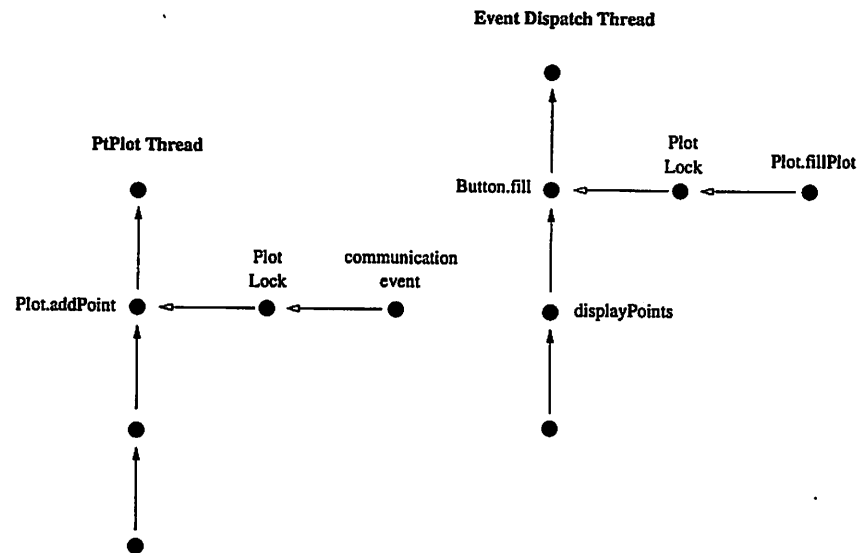 Event Dispatch Thread
PtPlot Thread
Plot
Lock
Plot.fillPlot
Button.fill
Plot
Lock
communication
event
Plot.addPoint
displayPoints